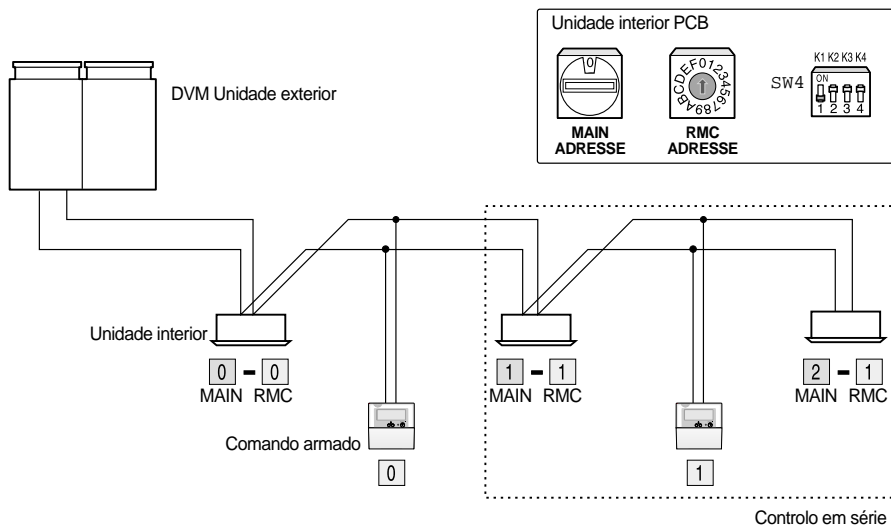 Unidade interior PCB
K1 K2 K3 K4
SW4
ON
1 2 3 4
0
F0123456789ABCDE
MAIN
ADRESSE
RMC
ADRESSE
DVM Unidade exterior
Unidade interior
0 - 0
MAIN RMC
1 - 1
MAIN RMC
2 - 1
MAIN RMC
Comando armado
0
1
Controlo em série